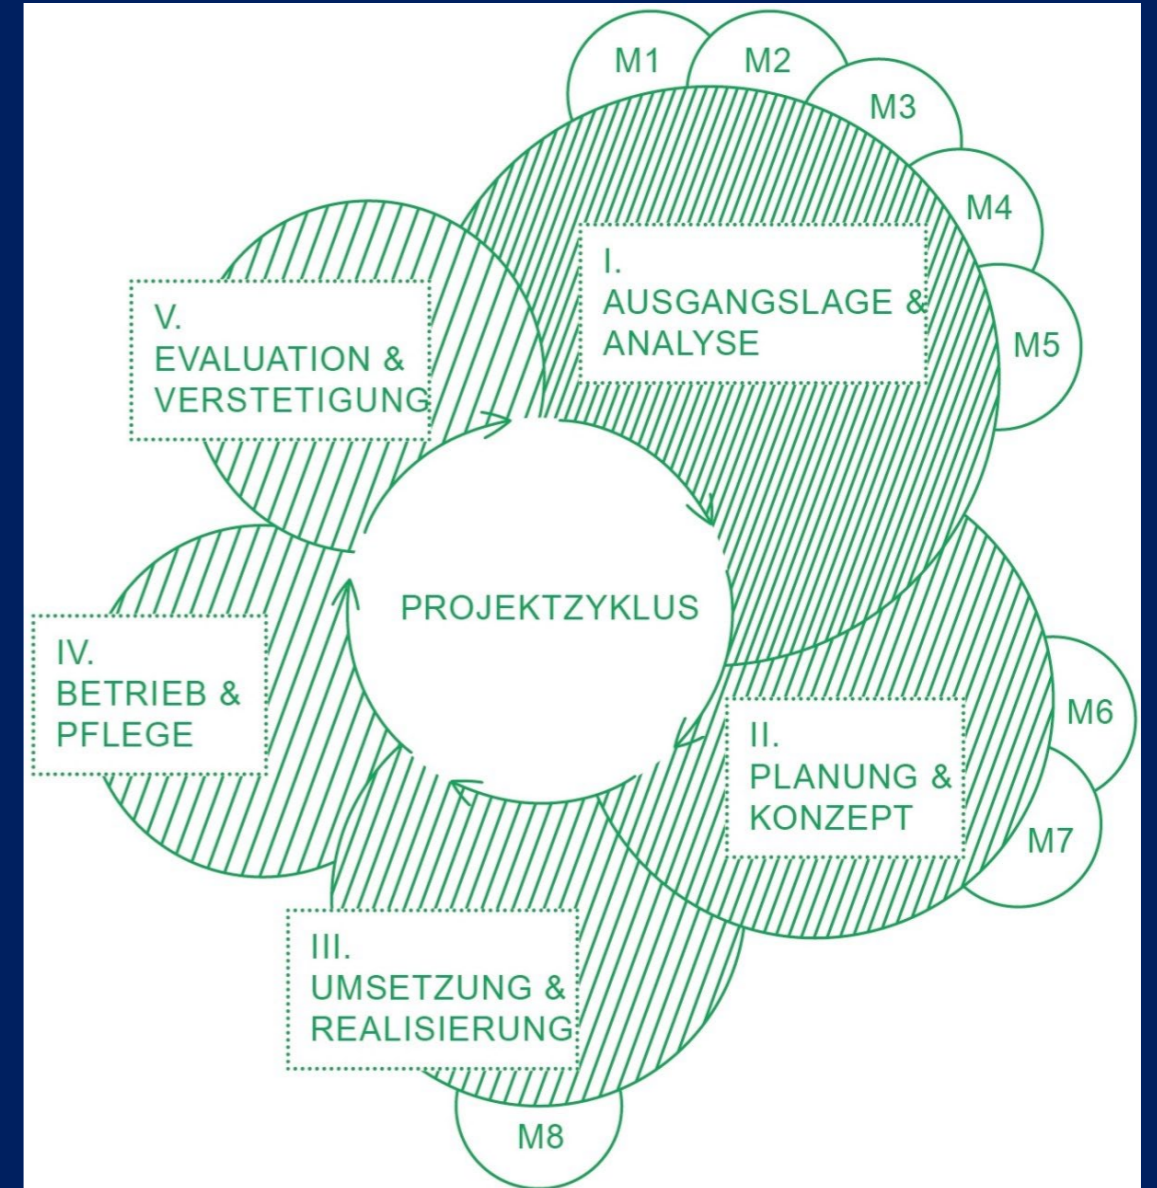 M1
M2
M3
M4
M5
I.
AUSGANGSLAGE &
ANALYSE
V.
EVALUATION &
VERSTETIGUNG
PROJEKTZYKLUS
IV.
BETRIEB &
PFLEGE
II.
PLANUNG &
KONZEPT
M6
M7
III.
UMSETZUNG &
REALISIERUNG
M8